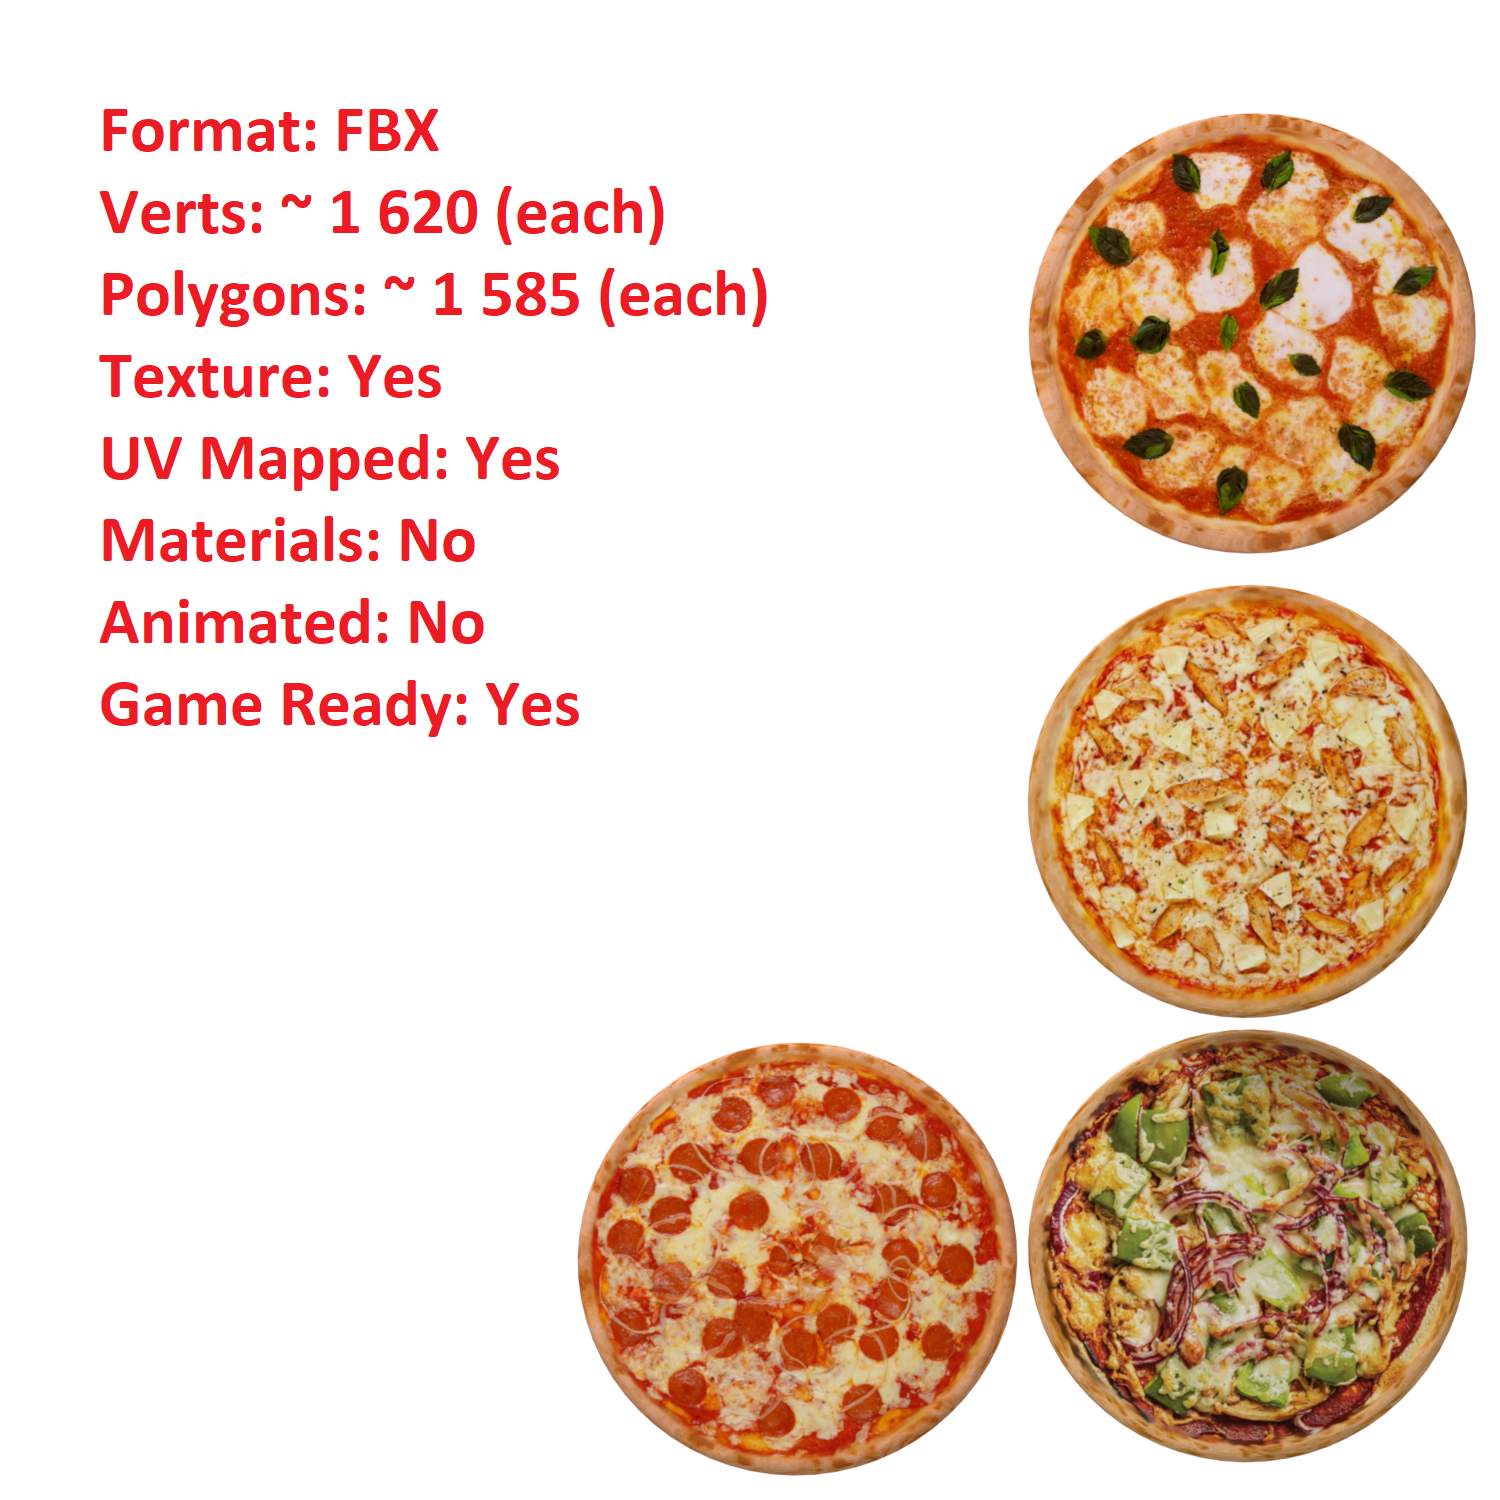 Format: FBX
Verts: ~ 1 620 (each)
Polygons: ~ 1 585 (each)
Texture: Yes
UV Mapped: Yes
Materials: No
Animated: No
Game Ready: Yes